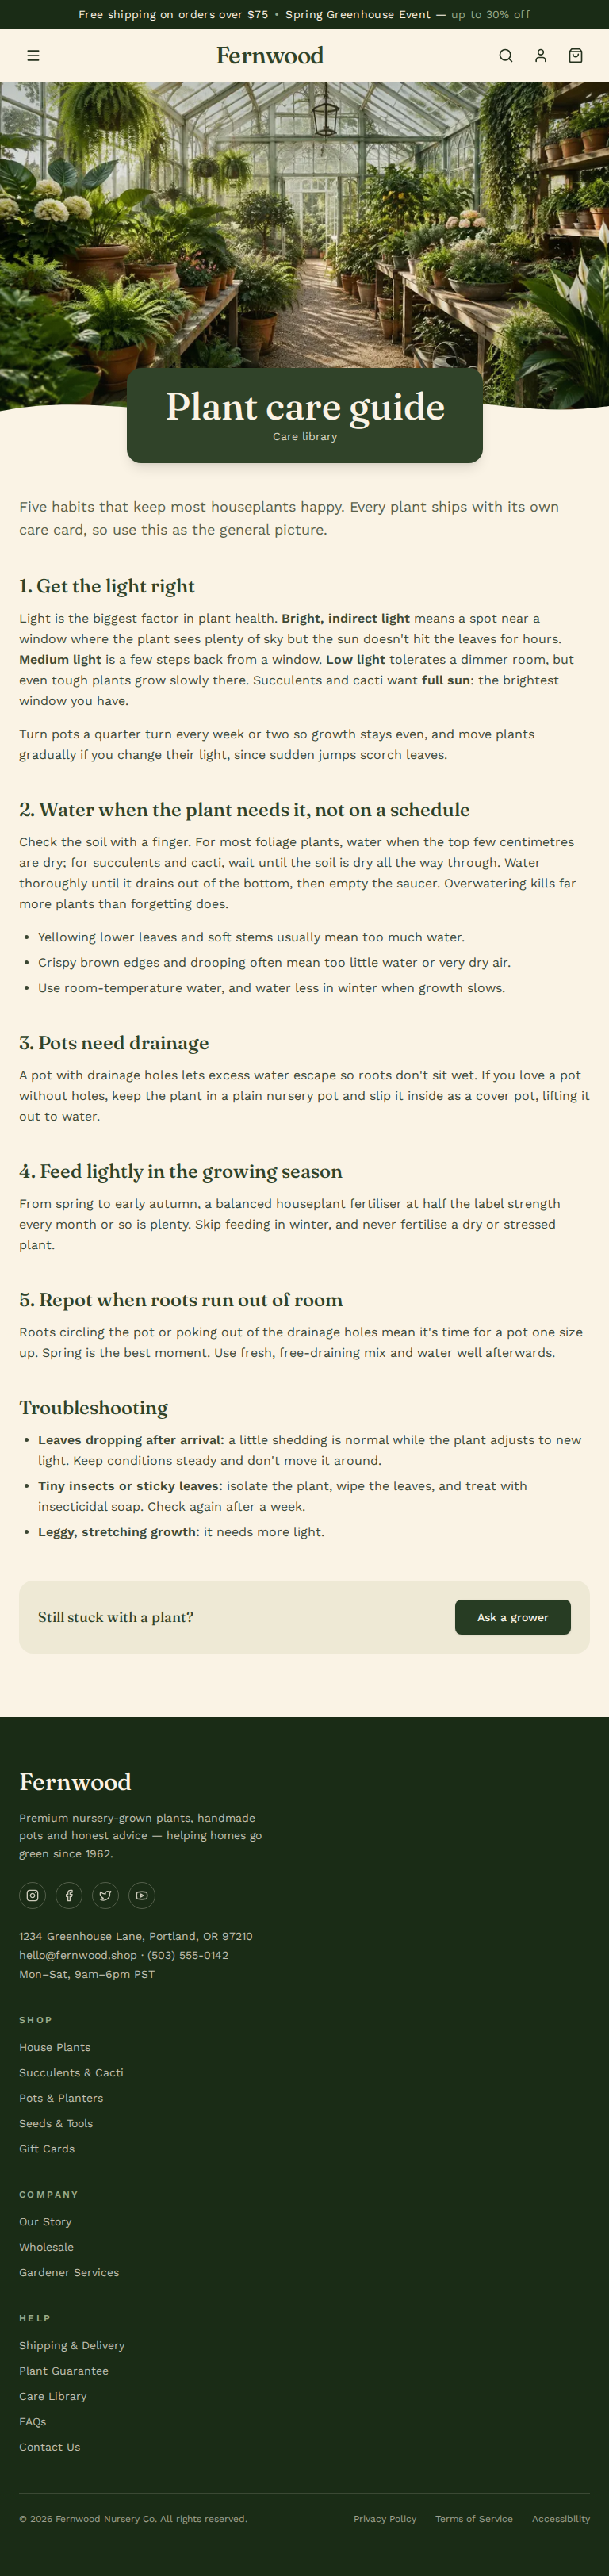 Free shipping on orders over $75 • Spring Greenhouse Event — up to 30% off
Fernwood
Plant care guide
Care library
Five habits that keep most houseplants happy. Every plant ships with its own
care card, so use this as the general picture.
1. Get the light right
Light is the biggest factor in plant health. Bright, indirect light means a spot near a
window where the plant sees plenty of sky but the sun doesn't hit the leaves for hours.
Medium light is a few steps back from a window. Low light tolerates a dimmer room, but
even tough plants grow slowly there. Succulents and cacti want full sun: the brightest
window you have.
Turn pots a quarter turn every week or two so growth stays even, and move plants
gradually if you change their light, since sudden jumps scorch leaves.
2. Water when the plant needs it, not on a schedule
Check the soil with a finger. For most foliage plants, water when the top few centimetres
are dry; for succulents and cacti, wait until the soil is dry all the way through. Water
thoroughly until it drains out of the bottom, then empty the saucer. Overwatering kills far
more plants than forgetting does.
• Yellowing lower leaves and soft stems usually mean too much water.
• Crispy brown edges and drooping often mean too little water or very dry air.
• Use room-temperature water, and water less in winter when growth slows.
3. Pots need drainage
A pot with drainage holes lets excess water escape so roots don't sit wet. If you love a pot
without holes, keep the plant in a plain nursery pot and slip it inside as a cover pot, lifting it
out to water.
4. Feed lightly in the growing season
From spring to early autumn, a balanced houseplant fertiliser at half the label strength
every month or so is plenty. Skip feeding in winter, and never fertilise a dry or stressed
plant.
5. Repot when roots run out of room
Roots circling the pot or poking out of the drainage holes mean it's time for a pot one size
up. Spring is the best moment. Use fresh, free-draining mix and water well afterwards.
Troubleshooting
• Leaves dropping after arrival: a little shedding is normal while the plant adjusts to new
light. Keep conditions steady and don't move it around.
• Tiny insects or sticky leaves: isolate the plant, wipe the leaves, and treat with
insecticidal soap. Check again after a week.
• Leggy, stretching growth: it needs more light.
Still stuck with a plant?
Ask a grower
Fernwood
Premium nursery-grown plants, handmade
pots and honest advice — helping homes go
green since 1962.
1234 Greenhouse Lane, Portland, OR 97210
hello@fernwood.shop · (503) 555-0142
Mon–Sat, 9am–6pm PST
SHOP
House Plants
Succulents & Cacti
Pots & Planters
Seeds & Tools
Gift Cards
COMPANY
Our Story
Wholesale
Gardener Services
HELP
Shipping & Delivery
Plant Guarantee
Care Library
FAQs
Contact Us
© 2026 Fernwood Nursery Co. All rights reserved.
Privacy Policy Terms of Service Accessibility